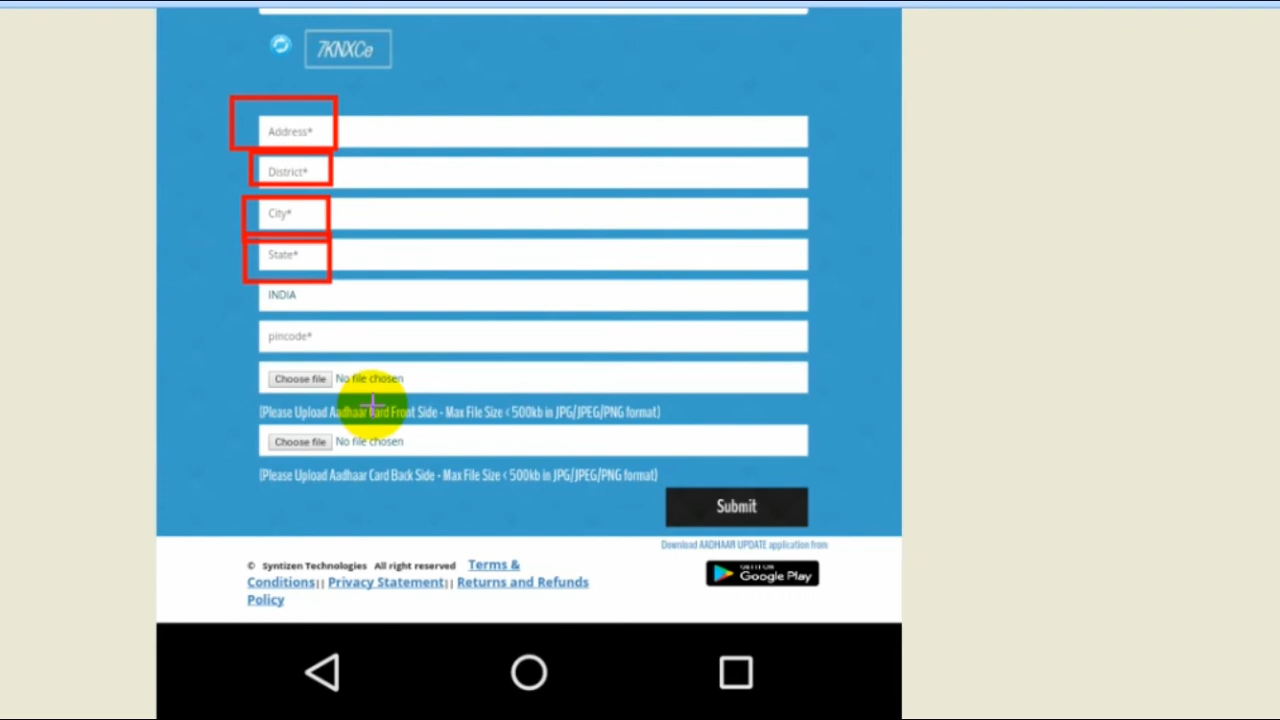 7KNXCe
Address*
District*
City*
State*
INDIA
pincode*
Choose file No file chosen
(Please Upload Aadhaar Card Front Side - Max File Size < 500kb in JPG/JPEG/PNG format)
Choose file No file chosen
(Please Upload Aadhaar Card Back Side - Max File Size < 500kb in JPG/JPEG/PNG format)
Submit
Download AADHAAR UPDATE application from
© Syntizen Technologies All right reserved Terms &
Conditions|| Privacy Statement|| Returns and Refunds
Policy
GET IT ON
Google Play